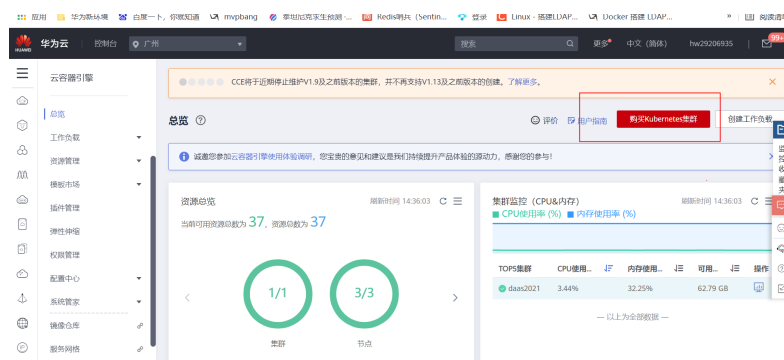 应用 华为新环境 百度一下，你就知道 mvpbang 泰坦尼克家生预测 -... Redis哨兵（Sentin... 登录 Linux - 搭建LDAP... Docker 搭建 LDAP... »
HUAWEI 华为云 控制台 广州 搜索 更多 中文（简体） hw29206935 99+
云容器引擎
CCE将于近期停止维护V1.9及之前版本的集群，并不再支持V1.13及之前版本的创建。了解更多。
总览
总览 评价 用户指南 购买Kubernetes集群 创建工作负载
工作负载
资源管理
诚邀您参加云容器引擎使用体验调研，您宝贵的意见和建议是我们持续提升产品体验的源动力，感谢您的参与！
模板市场
插件管理
弹性伸缩
权限管理
配置中心
系统管家
镜像仓库
服务网格
资源总览 刷新时间 14:36:03
当前可用资源总数为 37，资源总数为 37
1/1 3/3
集群 节点
集群监控（CPU&内存） 刷新时间 14:36:03
CPU使用率 (%) 内存使用率 (%)
TOP5集群 CPU使用... 内存使用... 可用... 操作
daas2021 3.44% 32.25% 62.79 GB
— 以上为全部数据 —
监
控
收
藏
夹